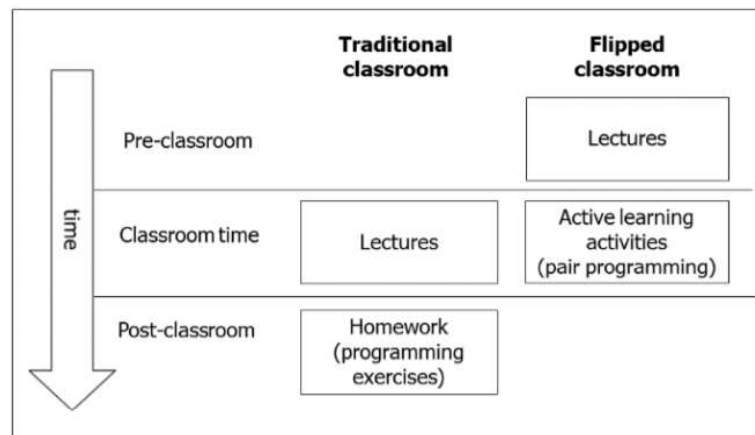 Traditional
classroom
Flipped
classroom
Pre-classroom
Lectures
time
Classroom time
Lectures
Active learning
activities
(pair programming)
Post-classroom
Homework
(programming
exercises)